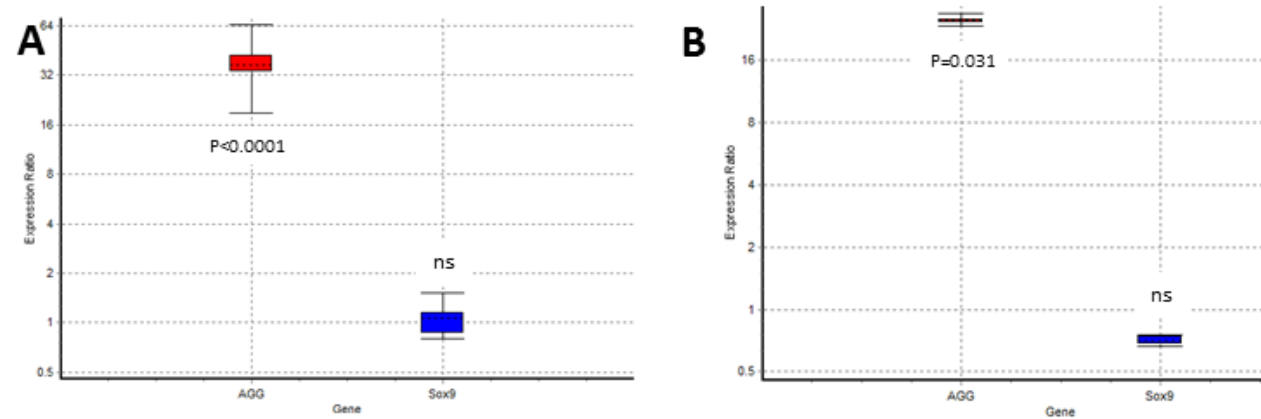 A
64
32
16
8
4
2
1
0.5
Expression Ratio
P<0.0001
ns
AGG
Sox9
Gene
B
16
8
4
2
1
0.5
Expression Ratio
P=0.031
ns
AGG
Sox9
Gene